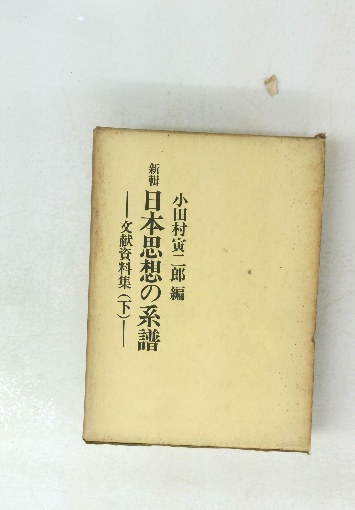 小田村寅二郎 編
新輯 日本思想の系譜
―文献資料集（下）―